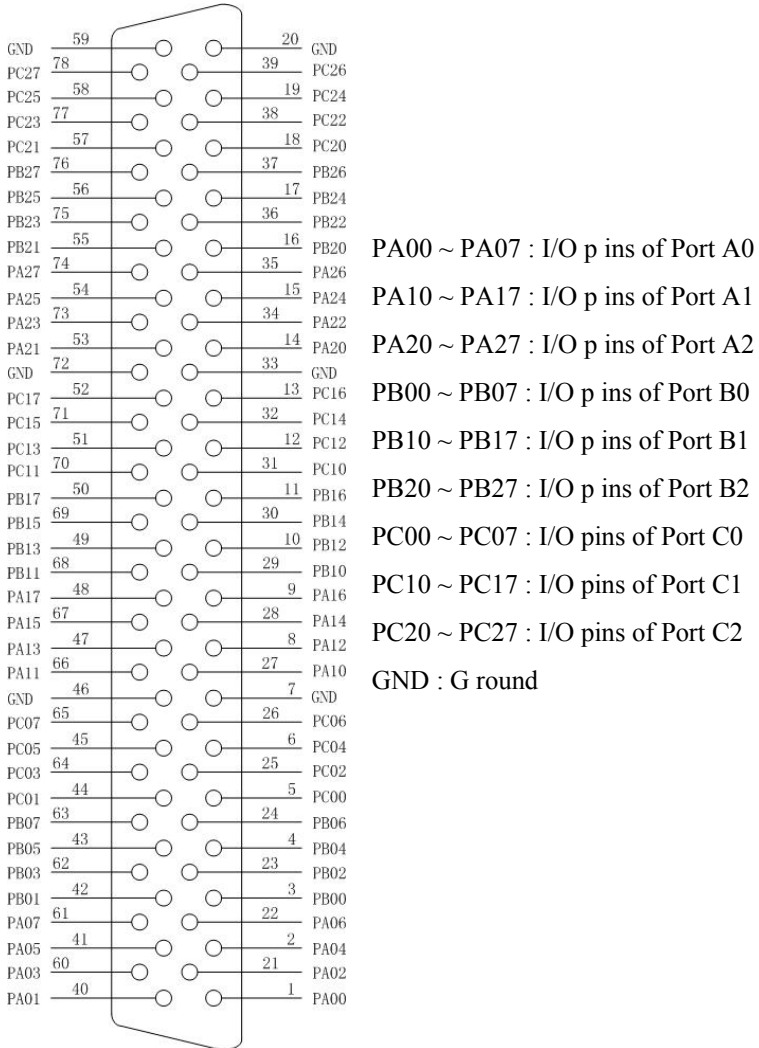 GND 59 20 GND
PC27 78 39 PC26
PC25 58 19 PC24
PC23 77 38 PC22
PC21 57 18 PC20
PB27 76 37 PB26
PB25 56 17 PB24
PB23 75 36 PB22
PB21 55 16 PB20
PA27 74 35 PA26
PA25 54 15 PA24
PA23 73 34 PA22
PA21 53 14 PA20
GND 72 33 GND
PC17 52 13 PC16
PC15 71 32 PC14
PC13 51 12 PC12
PC11 70 31 PC10
PB17 50 11 PB16
PB15 69 30 PB14
PB13 49 10 PB12
PB11 68 29 PB10
PA17 48 9 PA16
PA15 67 28 PA14
PA13 47 8 PA12
PA11 66 27 PA10
GND 46 7 GND
PC07 65 26 PC06
PC05 45 6 PC04
PC03 64 25 PC02
PC01 44 5 PC00
PB07 63 24 PB06
PB05 43 4 PB04
PB03 62 23 PB02
PB01 42 3 PB00
PA07 61 22 PA06
PA05 41 2 PA04
PA03 60 21 PA02
PA01 40 1 PA00
PA00 ~ PA07 : I/O p ins of Port A0
PA10 ~ PA17 : I/O p ins of Port A1
PA20 ~ PA27 : I/O p ins of Port A2
PB00 ~ PB07 : I/O p ins of Port B0
PB10 ~ PB17 : I/O p ins of Port B1
PB20 ~ PB27 : I/O p ins of Port B2
PC00 ~ PC07 : I/O pins of Port C0
PC10 ~ PC17 : I/O pins of Port C1
PC20 ~ PC27 : I/O pins of Port C2
GND : G round